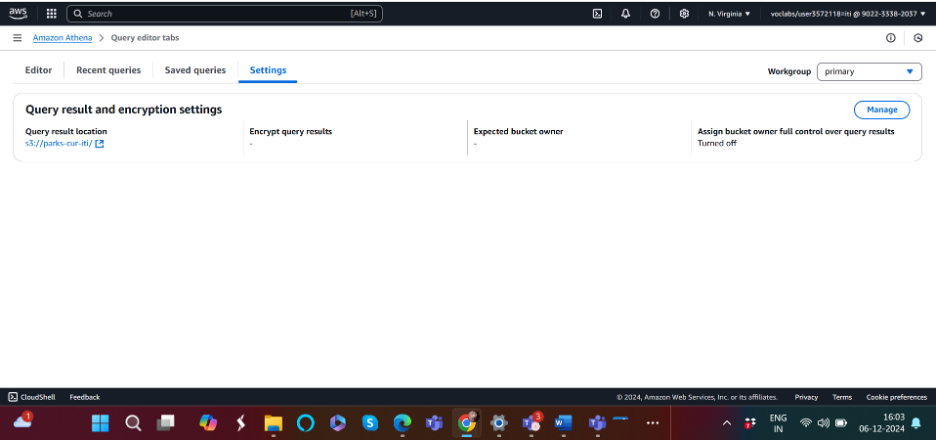 aws Search [Alt+S] N. Virginia ▼ voclabs/user3572118=iti @ 9022-3338-2037 ▼
Amazon Athena > Query editor tabs
Editor Recent queries Saved queries Settings Workgroup primary
Query result and encryption settings Manage
Query result location Encrypt query results Expected bucket owner Assign bucket owner full control over query results
s3://parks-cur-iti/ - - Turned off
CloudShell Feedback © 2024, Amazon Web Services, Inc. or its affiliates. Privacy Terms Cookie preferences
1 3 W ENG 16:03
IN 06-12-2024